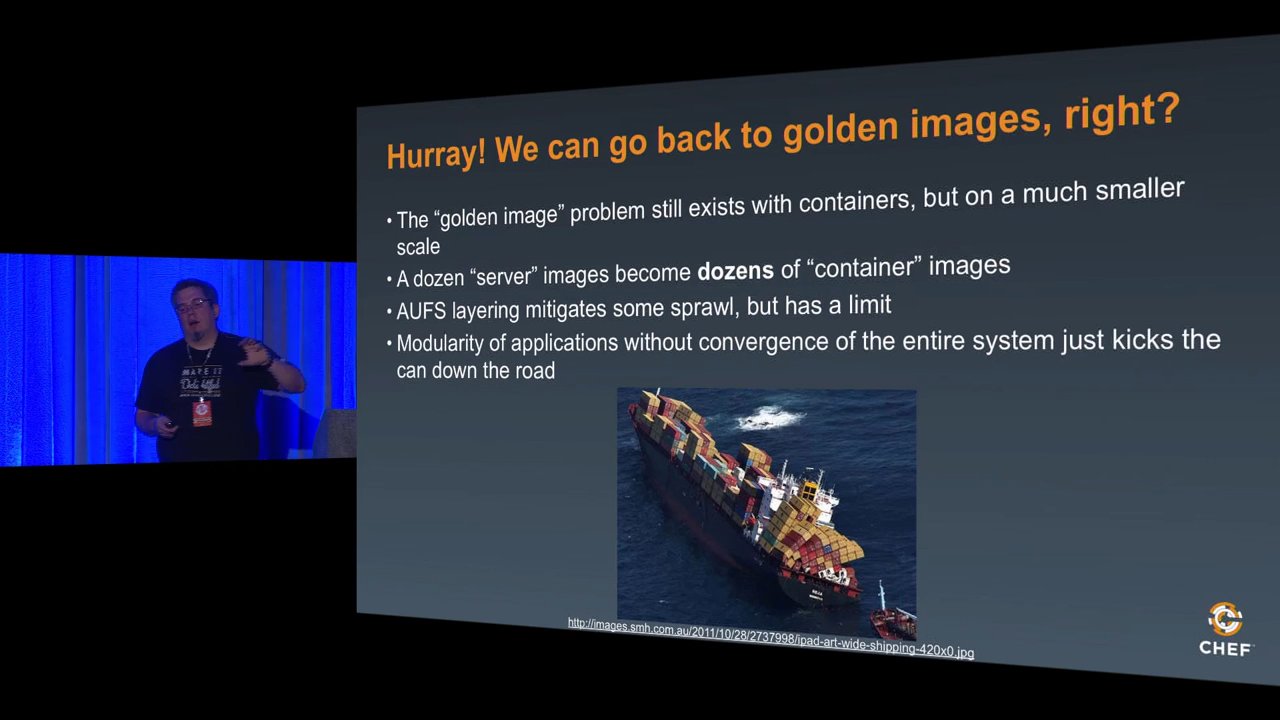 Hurray! We can go back to golden images, right?
• The “golden image” problem still exists with containers, but on a much smaller
scale
• A dozen “server” images become dozens of “container” images
• AUFS layering mitigates some sprawl, but has a limit
• Modularity of applications without convergence of the entire system just kicks the
can down the road
http://images.smh.com.au/2011/10/28/2737998/ipad-art-wide-shipping-420x0.jpg
CHEF
MAKE IT